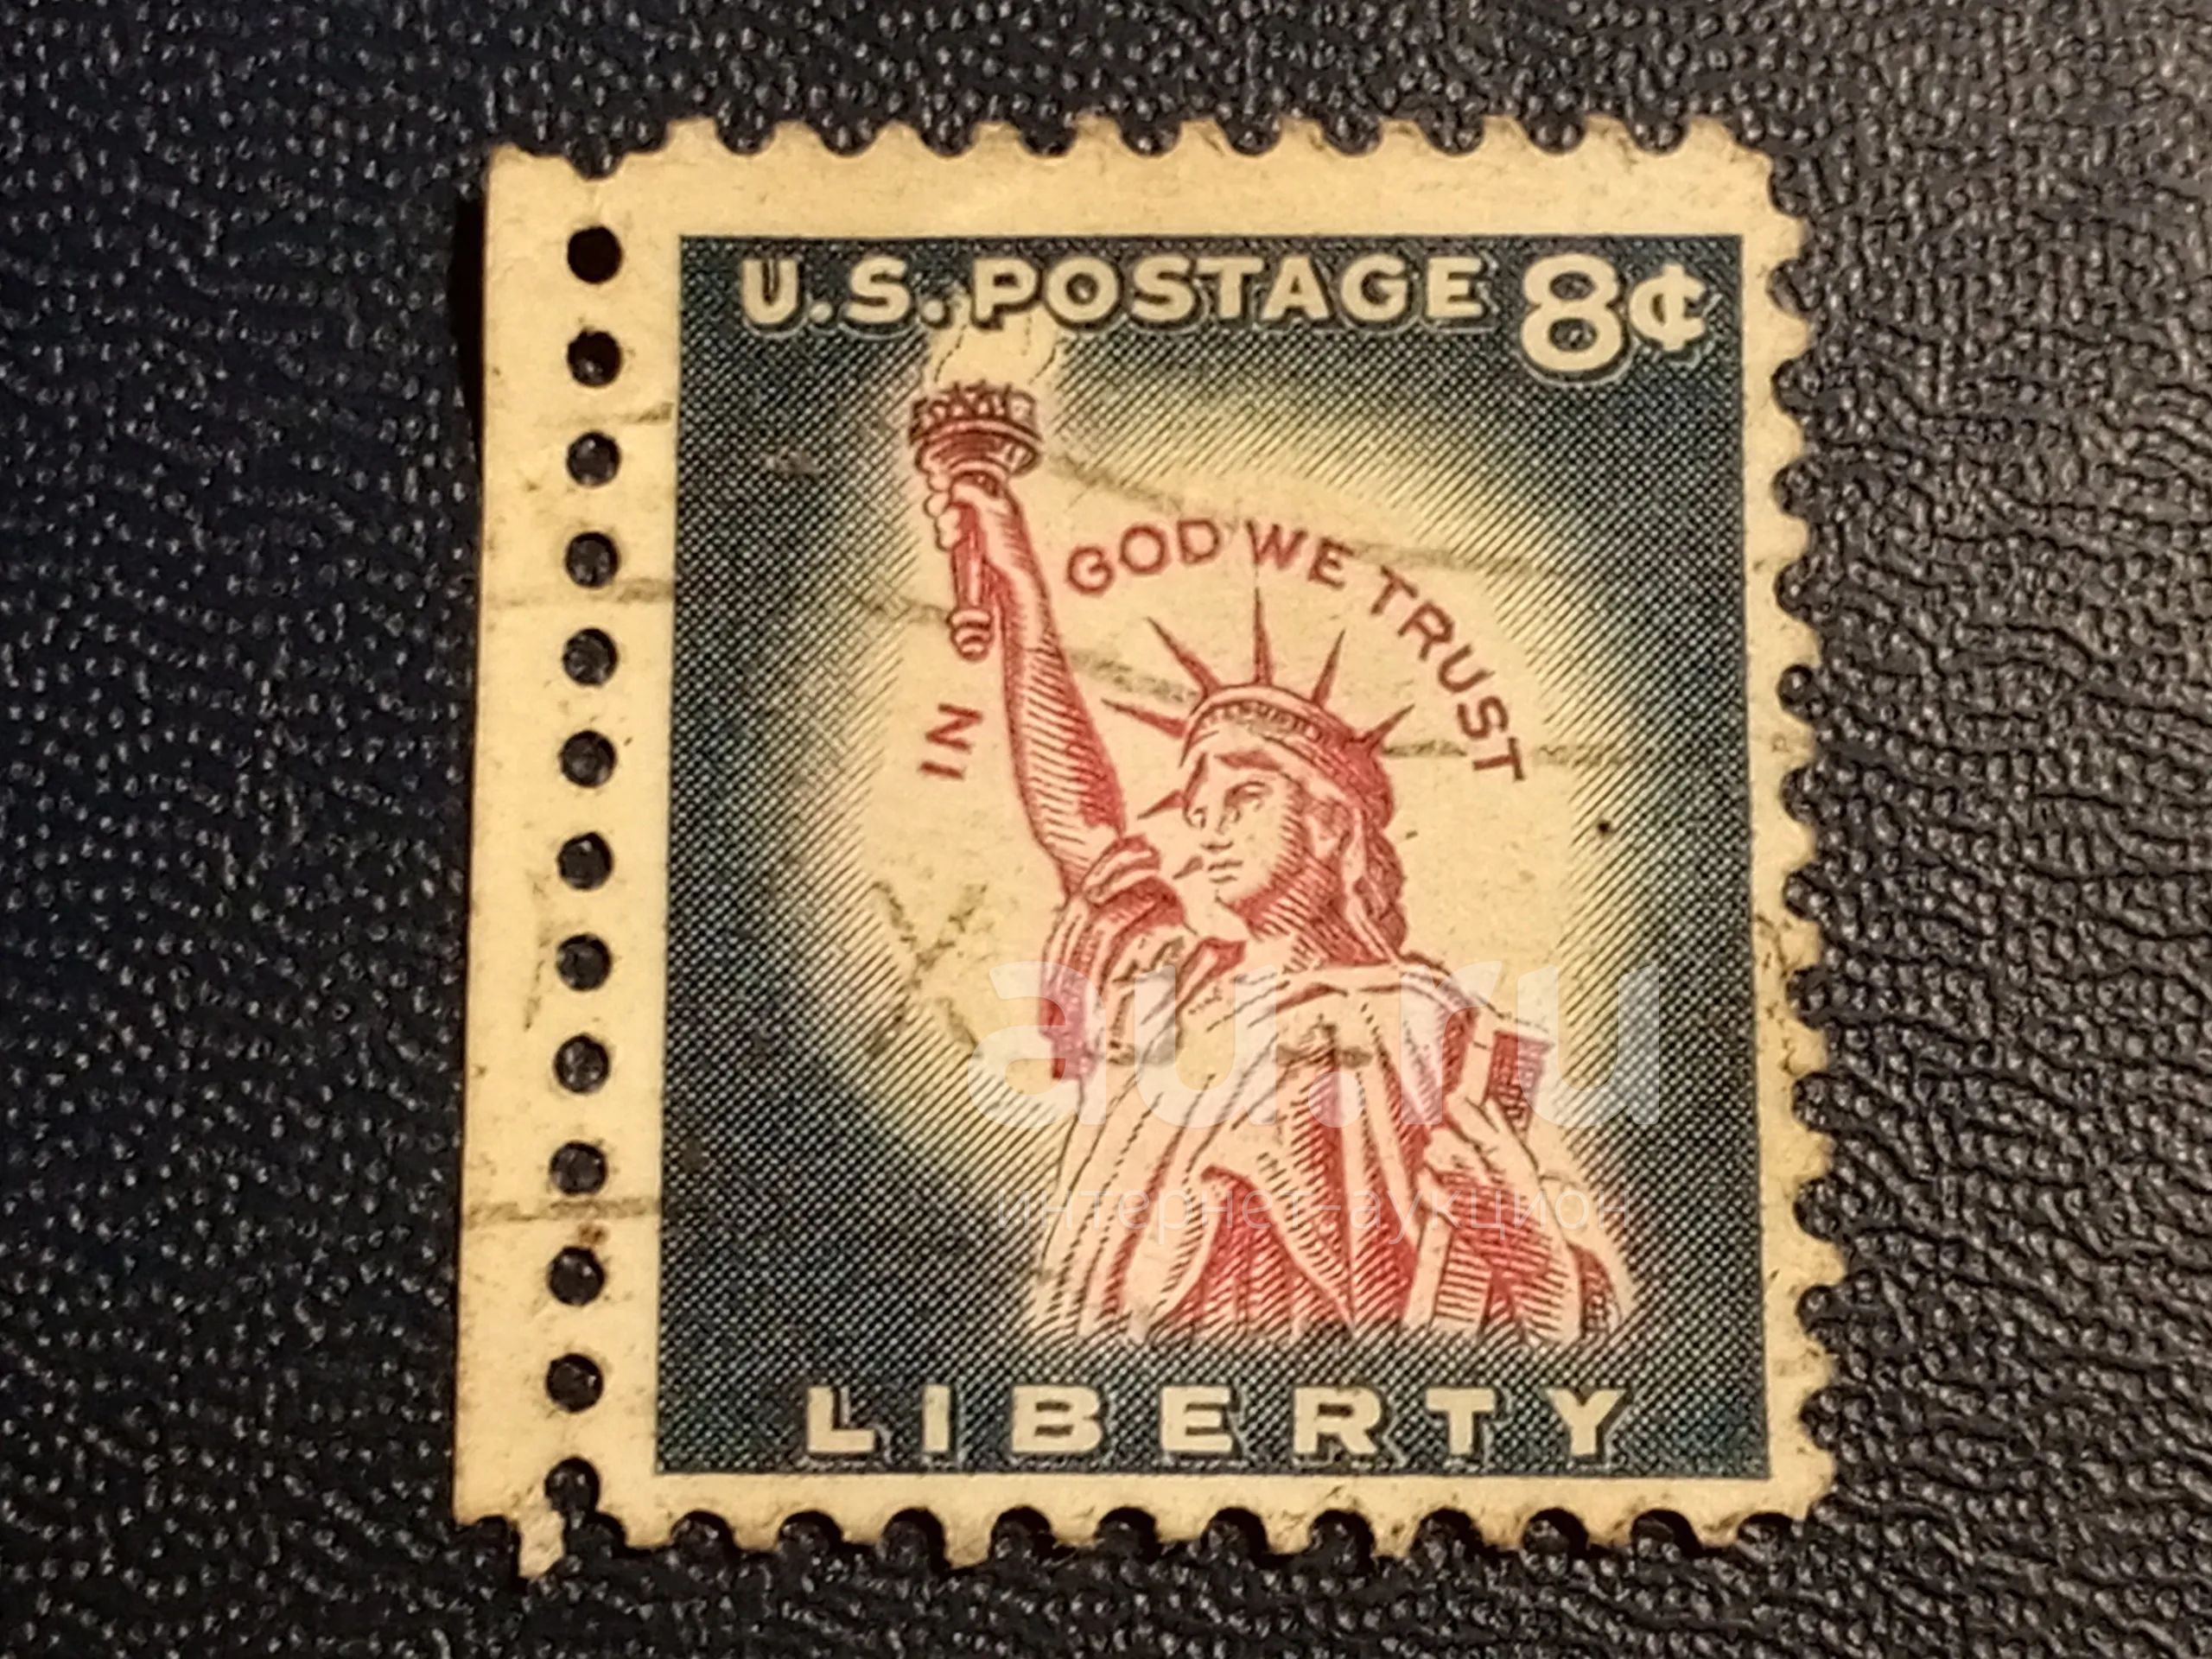 U.S. POSTAGE 8¢
IN GOD WE TRUST
au.ru
интернет-аукцион
LIBERTY